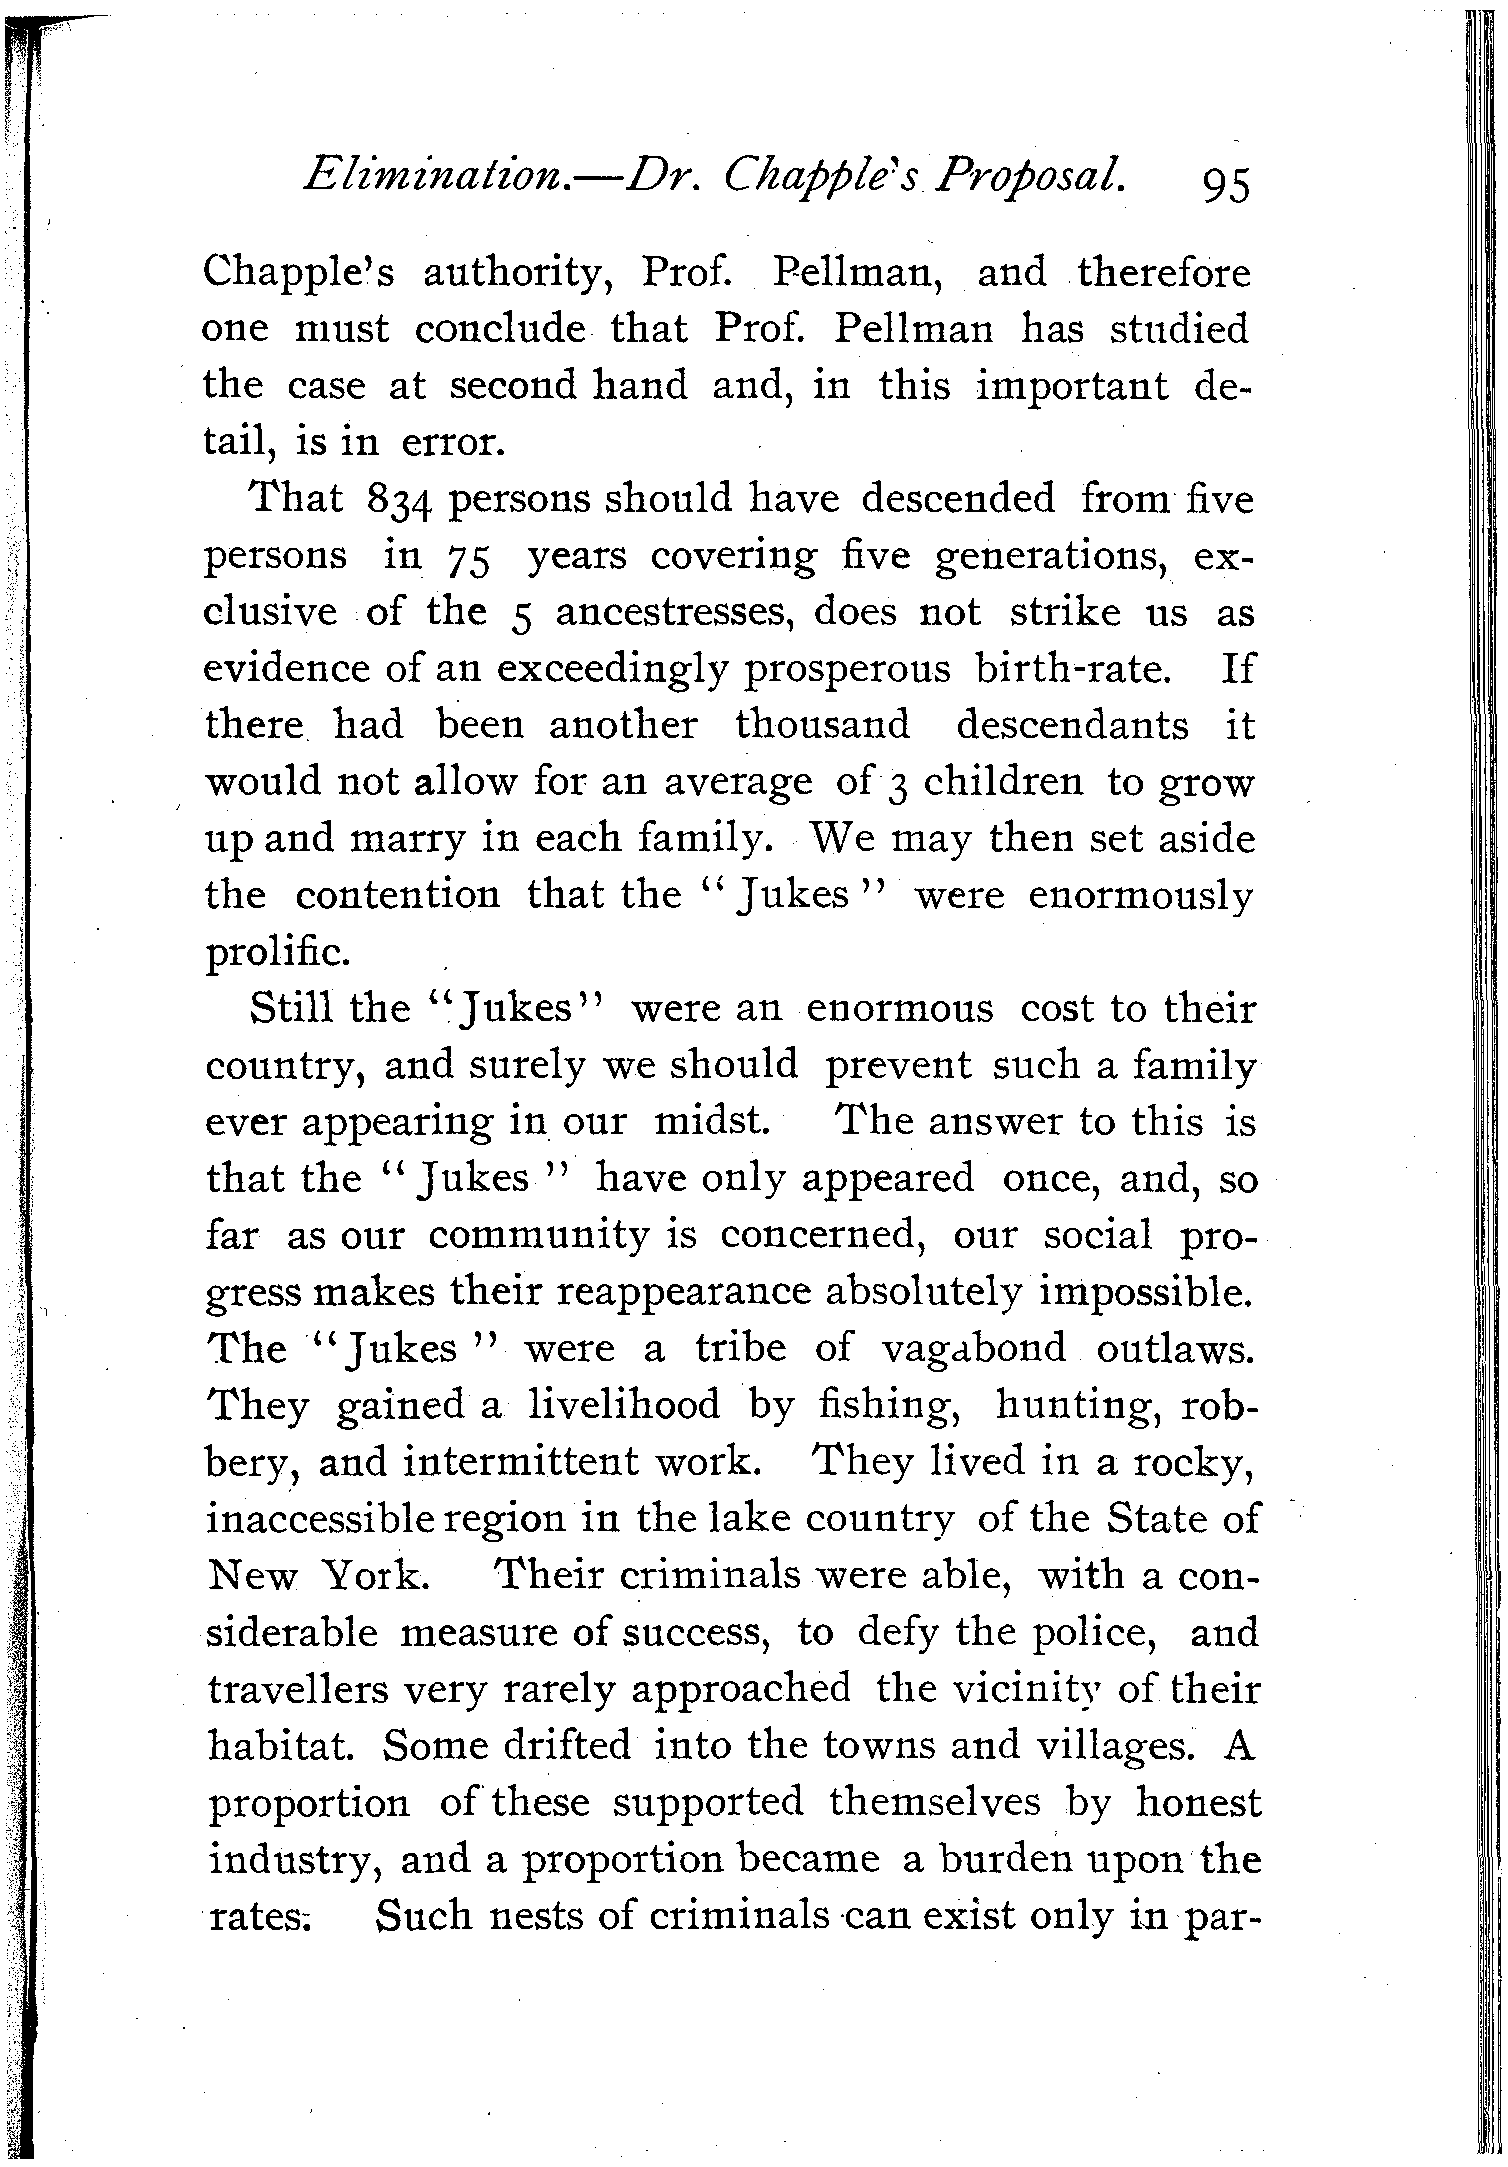 Elimination.—Dr. Chapple's Proposal. 95
Chapple's authority, Prof. Pellman, and therefore
one must conclude that Prof. Pellman has studied
the case at second hand and, in this important de-
tail, is in error.
That 834 persons should have descended from five
persons in 75 years covering five generations, ex-
clusive of the 5 ancestresses, does not strike us as
evidence of an exceedingly prosperous birth-rate. If
there had been another thousand descendants it
would not allow for an average of 3 children to grow
up and marry in each family. We may then set aside
the contention that the " Jukes " were enormously
prolific.
Still the "Jukes" were an enormous cost to their
country, and surely we should prevent such a family
ever appearing in our midst. The answer to this is
that the " Jukes " have only appeared once, and, so
far as our community is concerned, our social pro-
gress makes their reappearance absolutely impossible.
The "Jukes " were a tribe of vagabond outlaws.
They gained a livelihood by fishing, hunting, rob-
bery, and intermittent work. They lived in a rocky,
inaccessible region in the lake country of the State of
New York. Their criminals were able, with a con-
siderable measure of success, to defy the police, and
travellers very rarely approached the vicinity of their
habitat. Some drifted into the towns and villages. A
proportion of these supported themselves by honest
industry, and a proportion became a burden upon the
rates. Such nests of criminals can exist only in par-